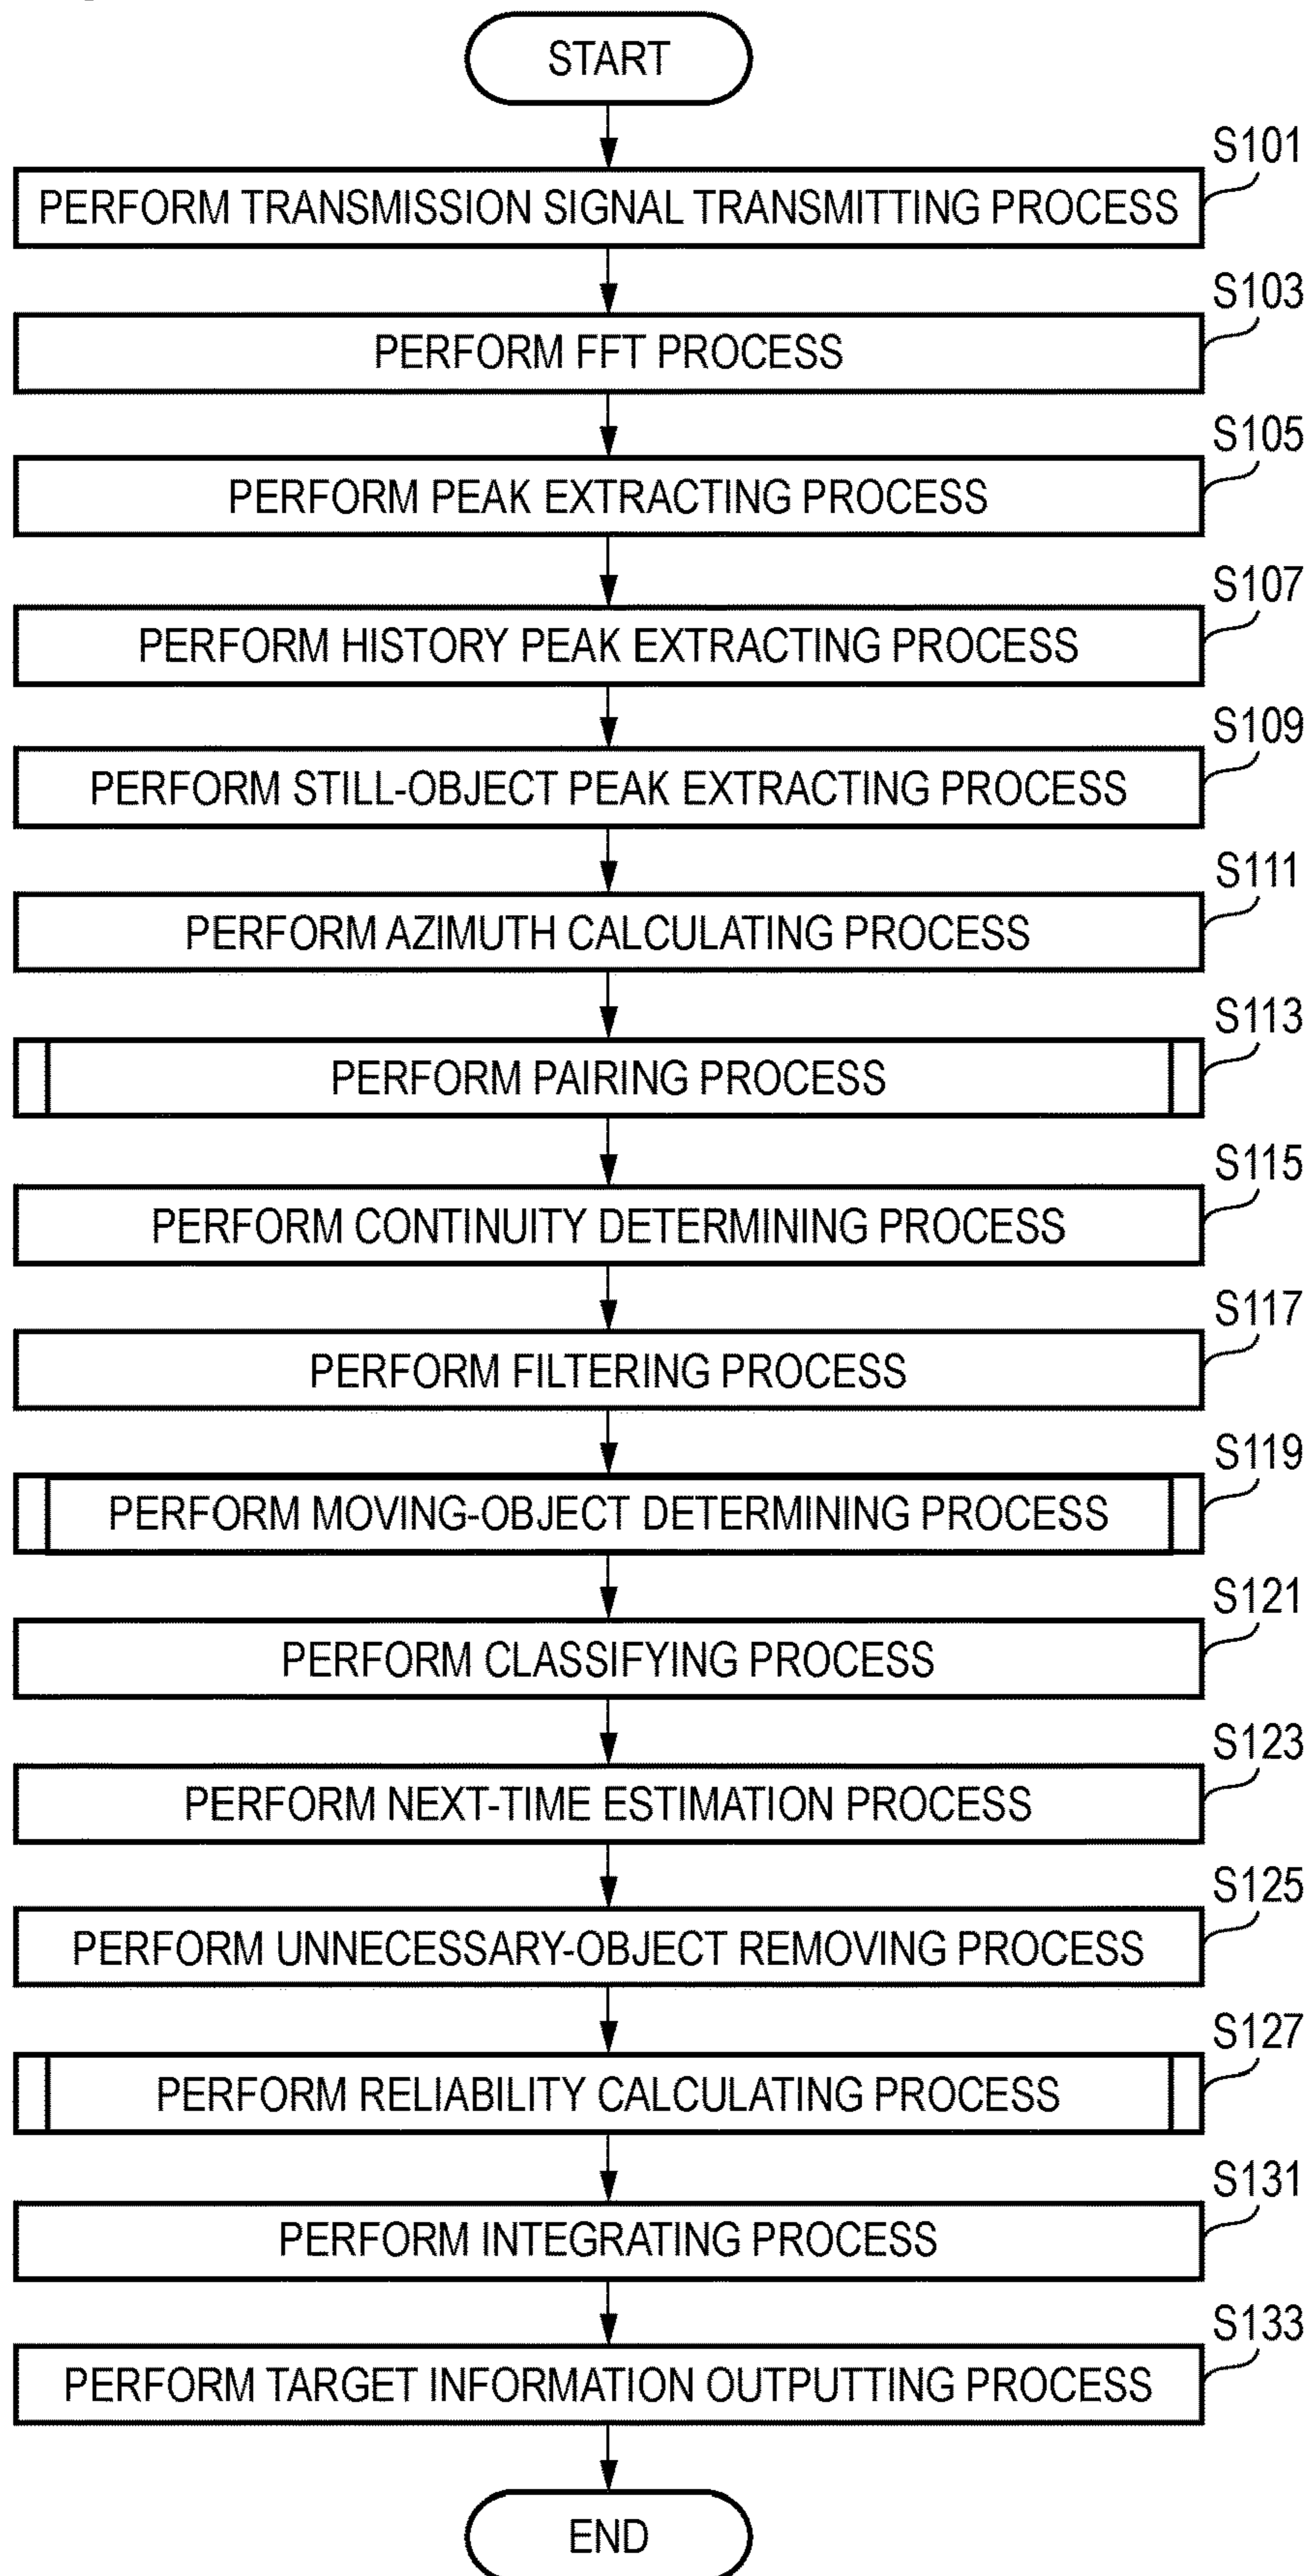 START
S101
PERFORM TRANSMISSION SIGNAL TRANSMITTING PROCESS
S103
PERFORM FFT PROCESS
S105
PERFORM PEAK EXTRACTING PROCESS
S107
PERFORM HISTORY PEAK EXTRACTING PROCESS
S109
PERFORM STILL-OBJECT PEAK EXTRACTING PROCESS
S111
PERFORM AZIMUTH CALCULATING PROCESS
S113
PERFORM PAIRING PROCESS
S115
PERFORM CONTINUITY DETERMINING PROCESS
S117
PERFORM FILTERING PROCESS
S119
PERFORM MOVING-OBJECT DETERMINING PROCESS
S121
PERFORM CLASSIFYING PROCESS
S123
PERFORM NEXT-TIME ESTIMATION PROCESS
S125
PERFORM UNNECESSARY-OBJECT REMOVING PROCESS
S127
PERFORM RELIABILITY CALCULATING PROCESS
S131
PERFORM INTEGRATING PROCESS
S133
PERFORM TARGET INFORMATION OUTPUTTING PROCESS
END